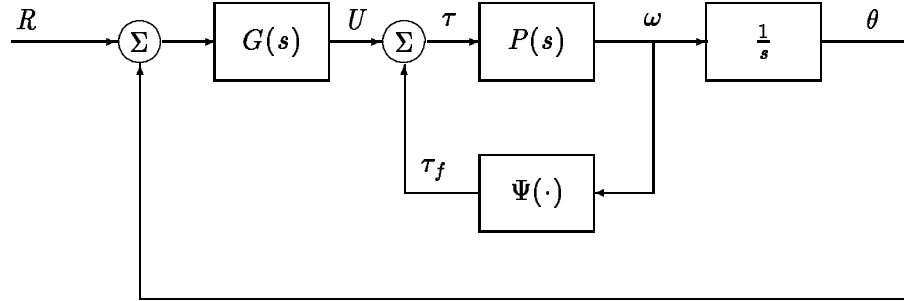 R Σ G(s) U Σ τ P(s) ω 1/s θ
τ_f Ψ(·)